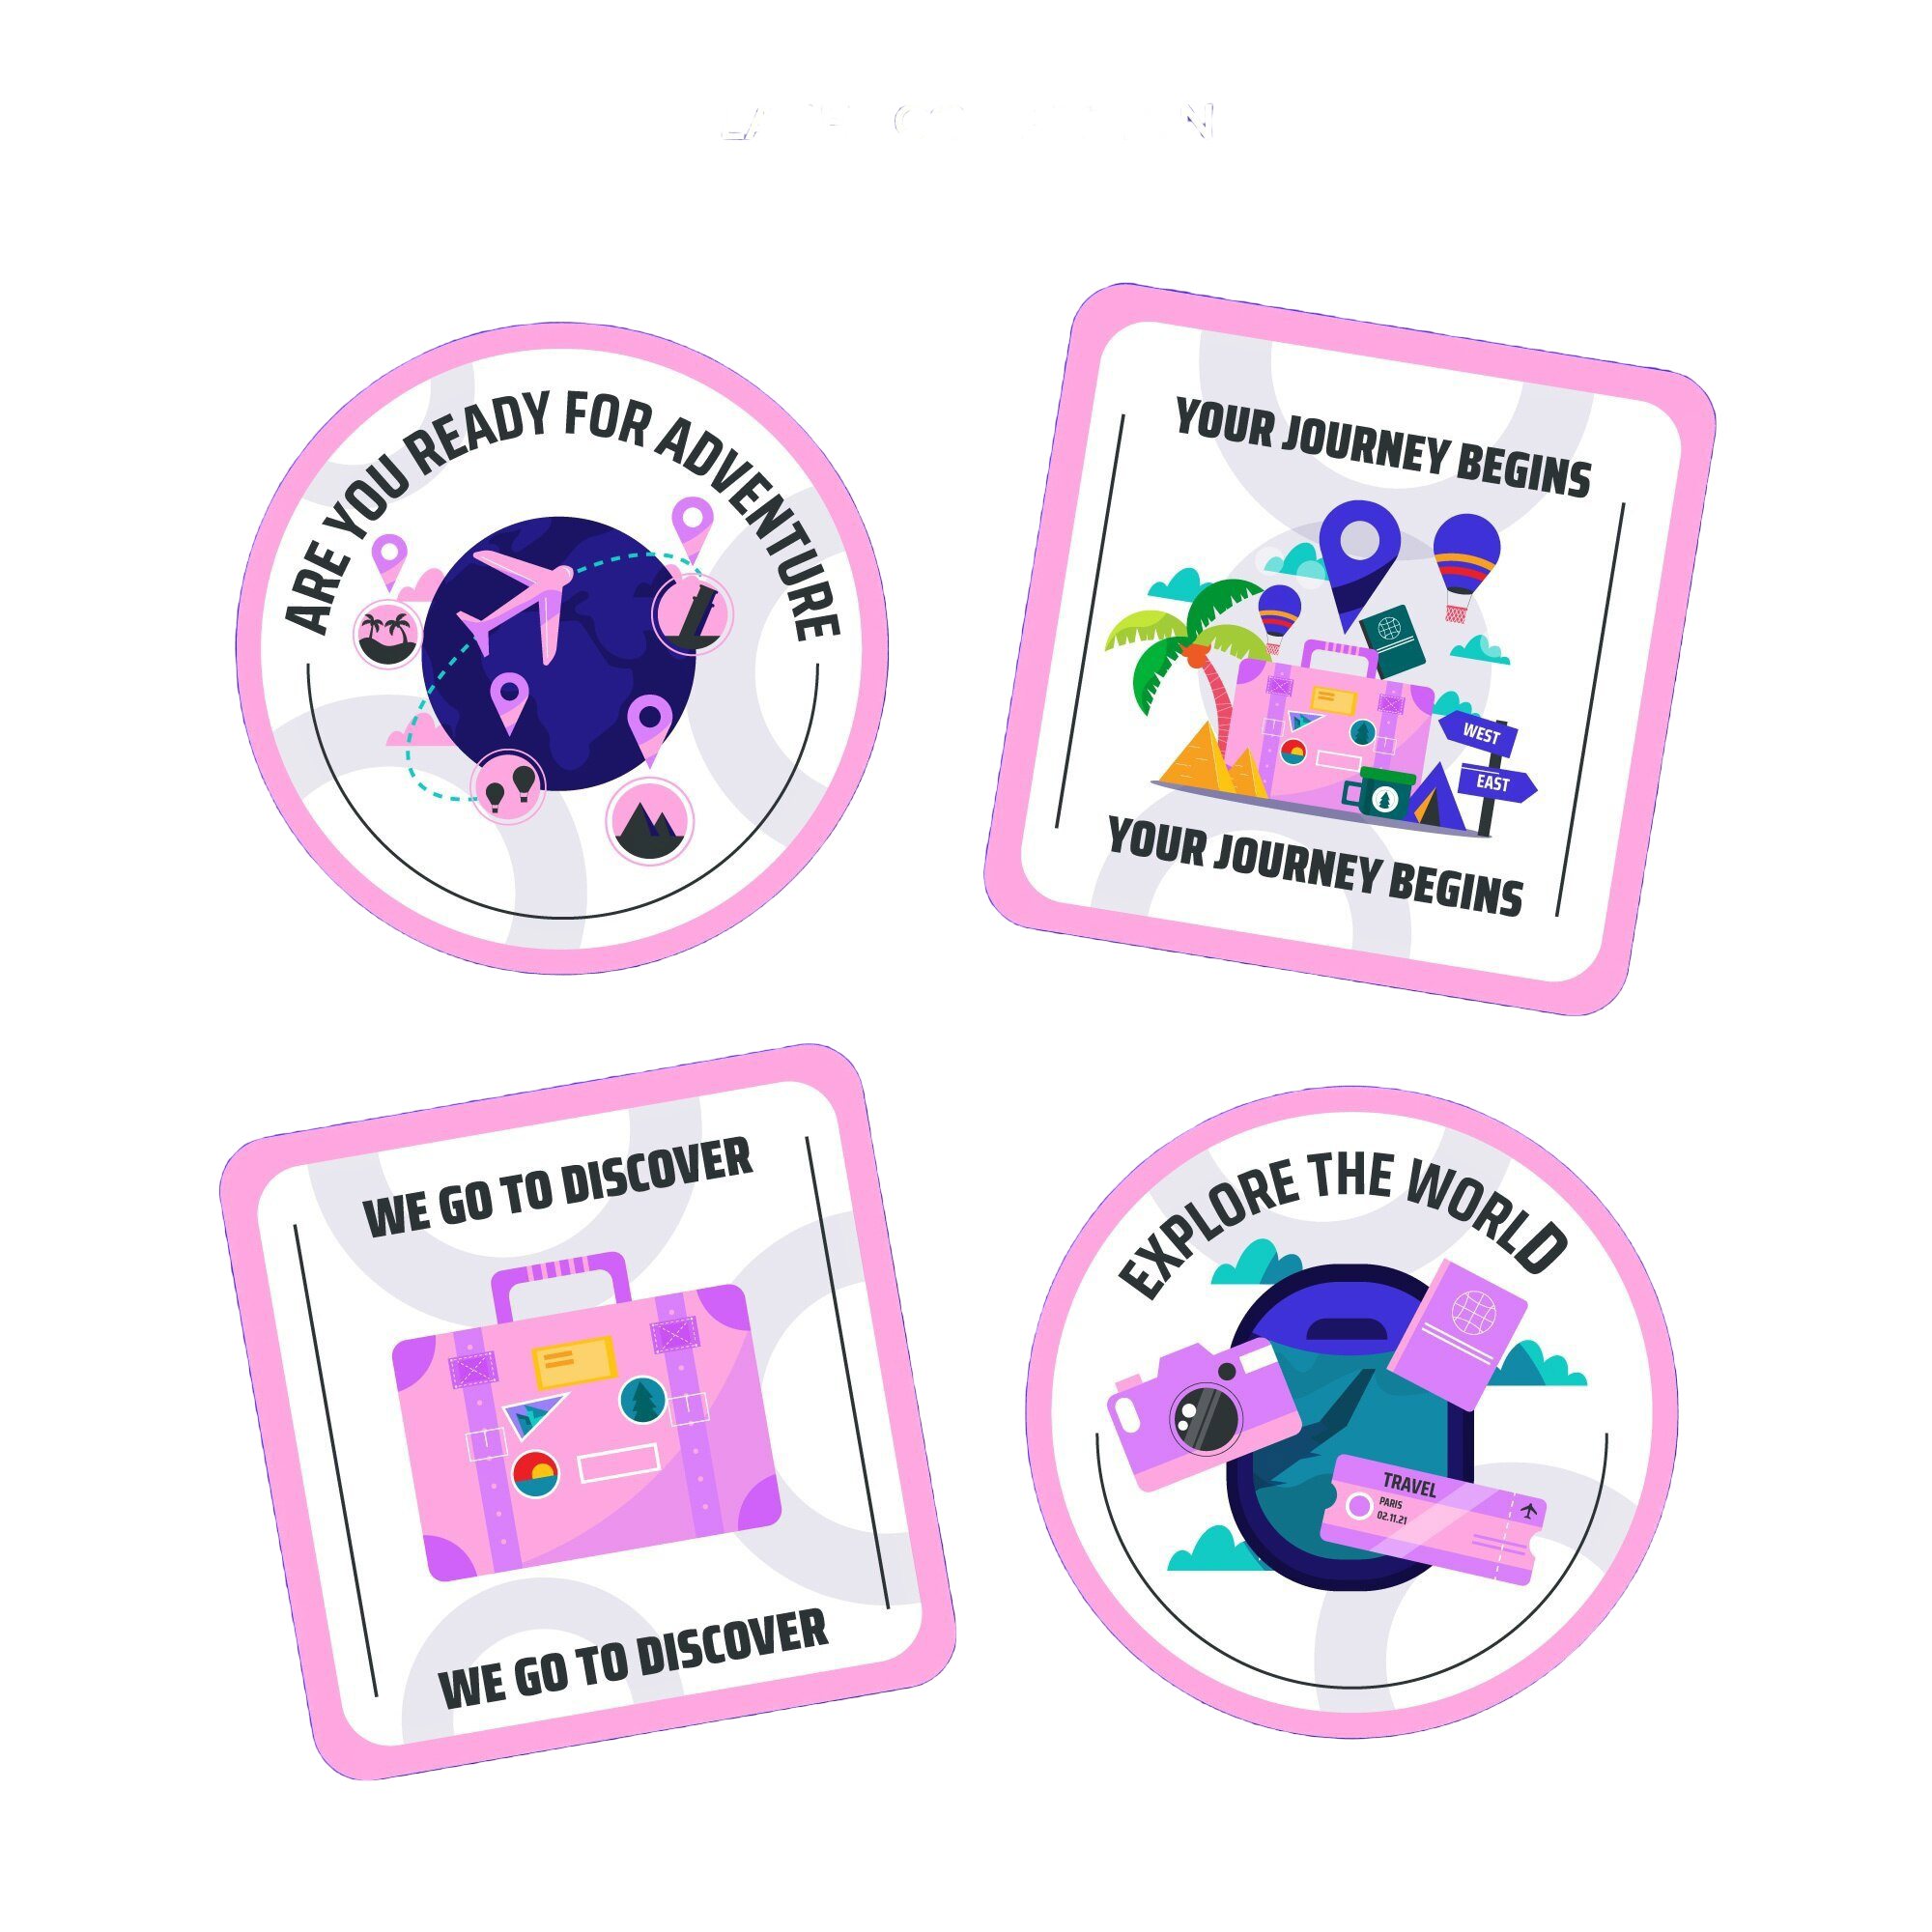 ARE YOU READY FOR ADVENTURE
YOUR JOURNEY BEGINS
WEST
EAST
YOUR JOURNEY BEGINS
WE GO TO DISCOVER
WE GO TO DISCOVER
EXPLORE THE WORLD
TRAVEL
PARIS
02.11.21